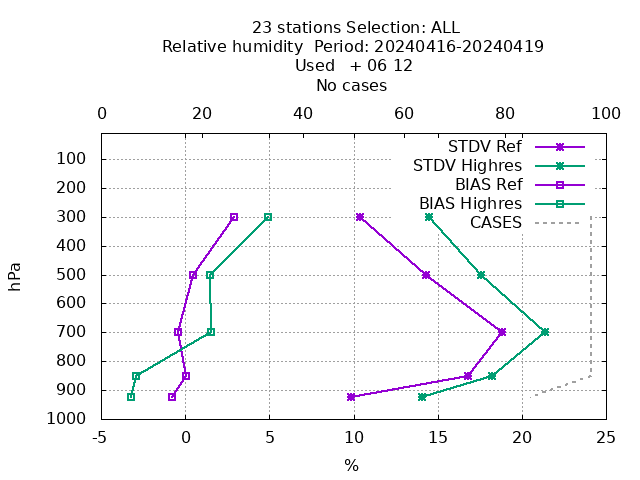 23 stations Selection: ALL
Relative humidity  Period: 20240416-20240419
Used   + 06 12
No cases
0 20 40 60 80 100
STDV Ref
STDV Highres
BIAS Ref
BIAS Highres
CASES
100
200
300
400
500
600
700
800
900
1000
hPa
-5 0 5 10 15 20 25
%